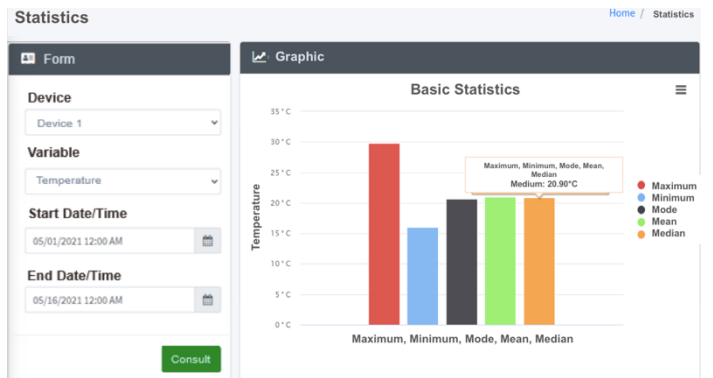 Statistics
Home / Statistics
Form
Device
Device 1
Variable
Temperature
Start Date/Time
05/01/2021 12:00 AM
End Date/Time
05/16/2021 12:00 AM
Consult
Graphic
Basic Statistics
35°C
30°C
25°C
20°C
15°C
10°C
5°C
0°C
Temperature
Maximum, Minimum, Mode, Mean,
Median
Medium: 20.90°C
Maximum, Minimum, Mode, Mean, Median
Maximum
Minimum
Mode
Mean
Median